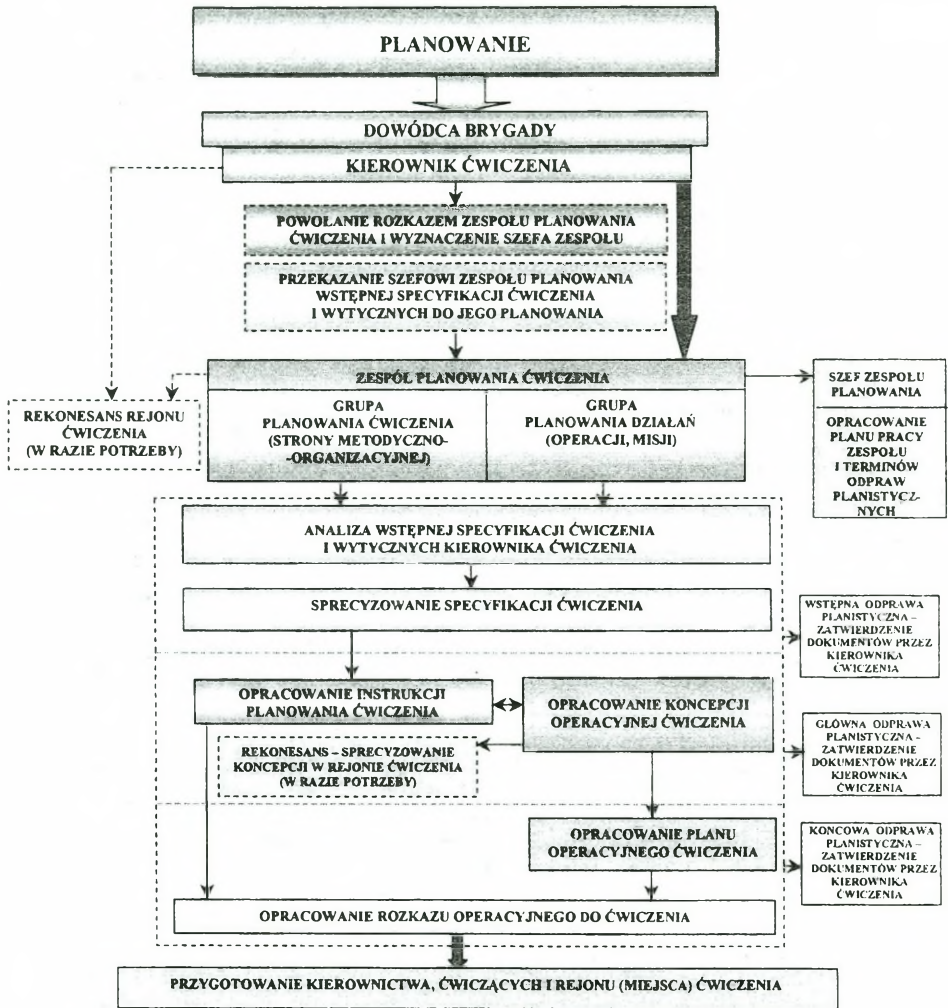 PLANOWANIE
DOWÓDCA BRYGADY
KIEROWNIK ĆWICZENIA
POWOŁANIE ROZKAZEM ZESPOŁU PLANOWANIA
ĆWICZENIA I WYZNACZENIE SZEFA ZESPOŁU
PRZEKAZANIE SZEFOWI ZESPOŁU PLANOWANIA
WSTĘPNEJ SPECYFIKACJI ĆWICZENIA
I WYTYCZNYCH DO JEGO PLANOWANIA
ZESPÓŁ PLANOWANIA ĆWICZENIA
GRUPA
PLANOWANIA ĆWICZENIA
(STRONY METODYCZNO-
-ORGANIZACYJNEJ)
GRUPA
PLANOWANIA DZIAŁAŃ
(OPERACJI, MISJI)
REKONESANS REJONU
ĆWICZENIA
(W RAZIE POTRZEBY)
SZEF ZESPOŁU
PLANOWANIA
OPRACOWANIE
PLANU PRACY
ZESPOŁU
I TERMINÓW
ODPRAW
PLANISTYCZ-
NYCH
ANALIZA WSTĘPNEJ SPECYFIKACJI ĆWICZENIA
I WYTYCZNYCH KIEROWNIKA ĆWICZENIA
SPRECYZOWANIE SPECYFIKACJI ĆWICZENIA
WSTĘPNA ODPRAWA
PLANISTYCZNA –
ZATWIERDZENIE
DOKUMENTÓW PRZEZ
KIEROWNIKA
ĆWICZENIA
OPRACOWANIE INSTRUKCJI
PLANOWANIA ĆWICZENIA
OPRACOWANIE KONCEPCJI
OPERACYJNEJ ĆWICZENIA
REKONESANS – SPRECYZOWANIE
KONCEPCJI W REJONIE ĆWICZENIA
(W RAZIE POTRZEBY)
GŁÓWNA ODPRAWA
PLANISTYCZNA –
ZATWIERDZENIE
DOKUMENTÓW PRZEZ
KIEROWNIKA
ĆWICZENIA
OPRACOWANIE PLANU
OPERACYJNEGO ĆWICZENIA
KOŃCOWA ODPRAWA
PLANISTYCZNA –
ZATWIERDZENIE
DOKUMENTÓW PRZEZ
KIEROWNIKA
ĆWICZENIA
OPRACOWANIE ROZKAZU OPERACYJNEGO DO ĆWICZENIA
PRZYGOTOWANIE KIEROWNICTWA, ĆWICZĄCYCH I REJONU (MIEJSCA) ĆWICZENIA